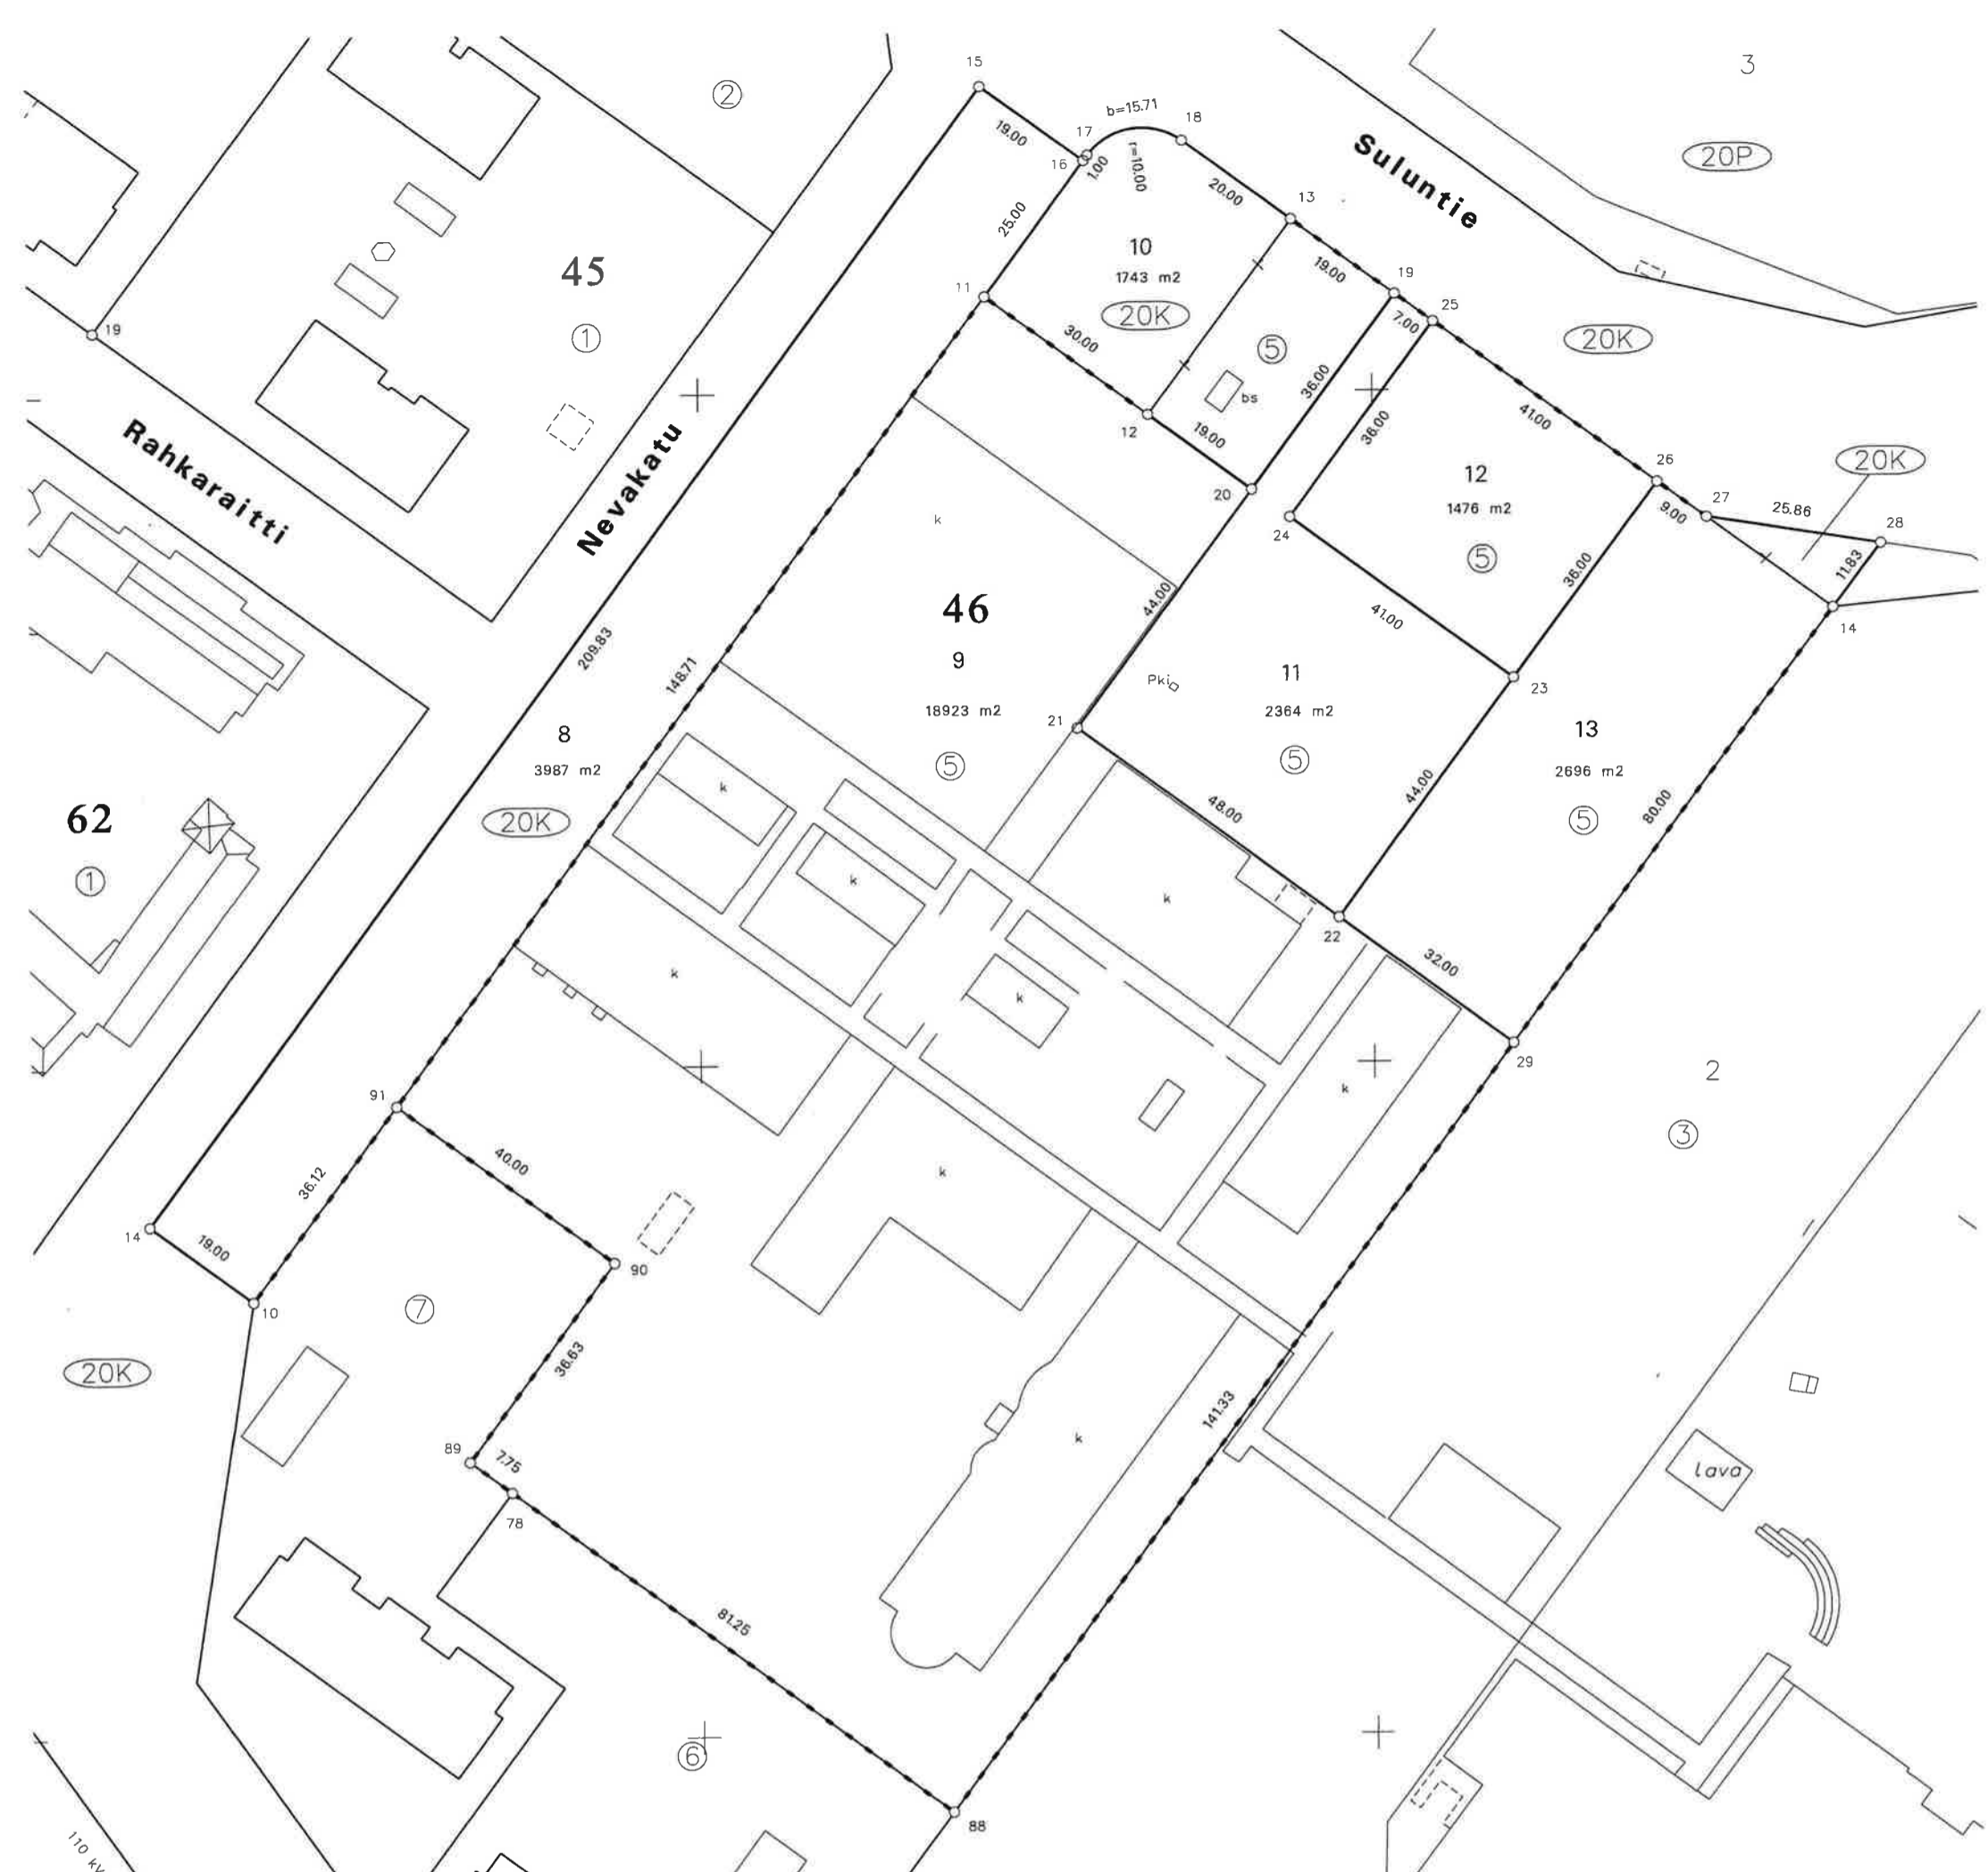 15
2
3
b=15.71
18
17
19.00
16
1.00
r=10.00
20P
Suluntie
20.00
13
25.00
10
1743 m2
20K
19.00
19
25
7.00
45
1
19
11
30.00
5
36.00
bs
20K
12
19.00
20
36.00
41.00
26
20K
12
1476 m2
5
24
27
25.86
28
9.00
11.83
14
Rahkaraitti
Nevakatu
k
46
9
18923 m2
5
44.00
41.00
36.00
23
Pki
11
2364 m2
5
21
13
2696 m2
5
80.00
209.83
148.71
8
3987 m2
20K
62
1
k
k
k
48.00
44.00
22
32.00
29
k
k
k
2
3
91
36.12
40.00
k
14
19.00
10
90
7
20K
36.63
89
7.75
78
141.33
k
lava
81.25
6
88
110 kV